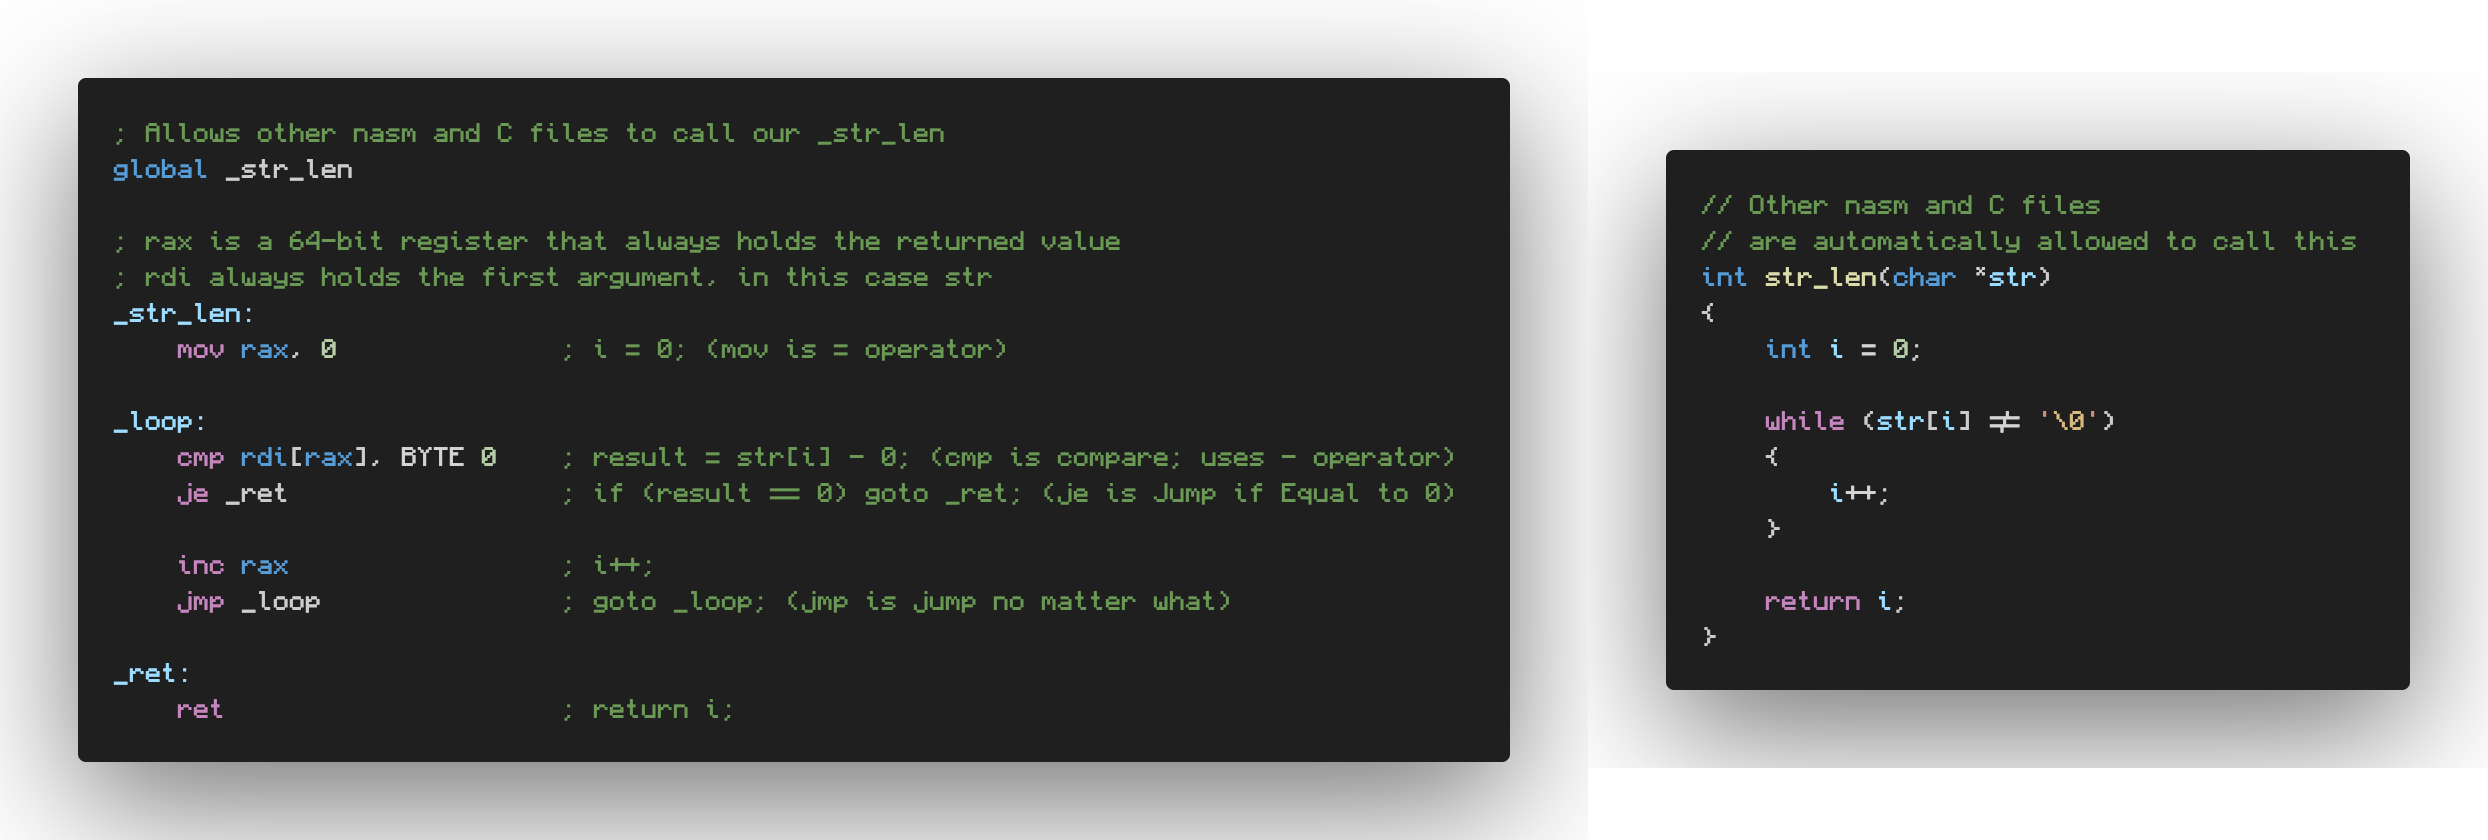 ; Allows other nasm and C files to call our _str_len
global _str_len
; rax is a 64-bit register that always holds the returned value
; rdi always holds the first argument, in this case str
_str_len:
    mov rax, 0              ; i = 0; (mov is = operator)
_loop:
    cmp rdi[rax], BYTE 0    ; result = str[i] - 0; (cmp is compare; uses - operator)
    je _ret                 ; if (result == 0) goto _ret; (je is Jump if Equal to 0)
    inc rax                 ; i++;
    jmp _loop               ; goto _loop; (jmp is jump no matter what)
_ret:
    ret                     ; return i;
// Other nasm and C files
// are automatically allowed to call this
int str_len(char *str)
{
    int i = 0;
    while (str[i] != '\0')
    {
        i++;
    }
    return i;
}